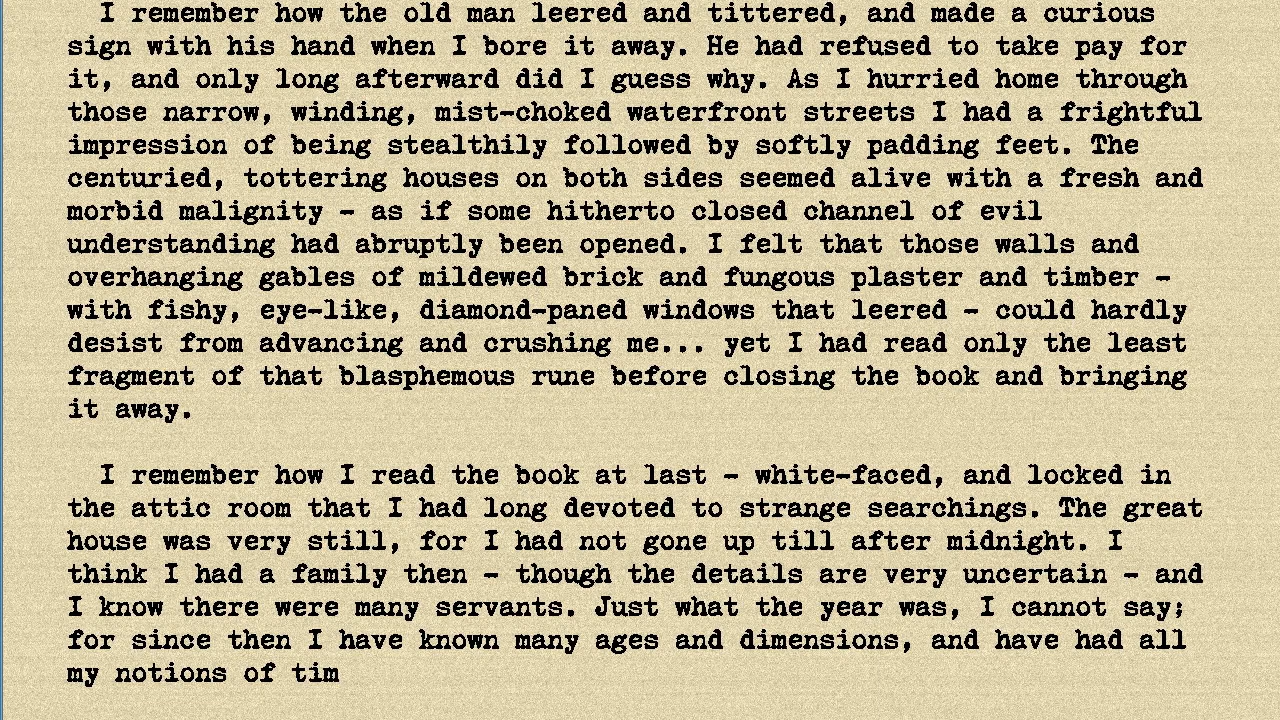 I remember how the old man leered and tittered, and made a curious
sign with his hand when I bore it away. He had refused to take pay for
it, and only long afterward did I guess why. As I hurried home through
those narrow, winding, mist-choked waterfront streets I had a frightful
impression of being stealthily followed by softly padding feet. The
centuried, tottering houses on both sides seemed alive with a fresh and
morbid malignity - as if some hitherto closed channel of evil
understanding had abruptly been opened. I felt that those walls and
overhanging gables of mildewed brick and fungous plaster and timber -
with fishy, eye-like, diamond-paned windows that leered - could hardly
desist from advancing and crushing me... yet I had read only the least
fragment of that blasphemous rune before closing the book and bringing
it away.

I remember how I read the book at last - white-faced, and locked in
the attic room that I had long devoted to strange searchings. The great
house was very still, for I had not gone up till after midnight. I
think I had a family then - though the details are very uncertain - and
I know there were many servants. Just what the year was, I cannot say;
for since then I have known many ages and dimensions, and have had all
my notions of tim